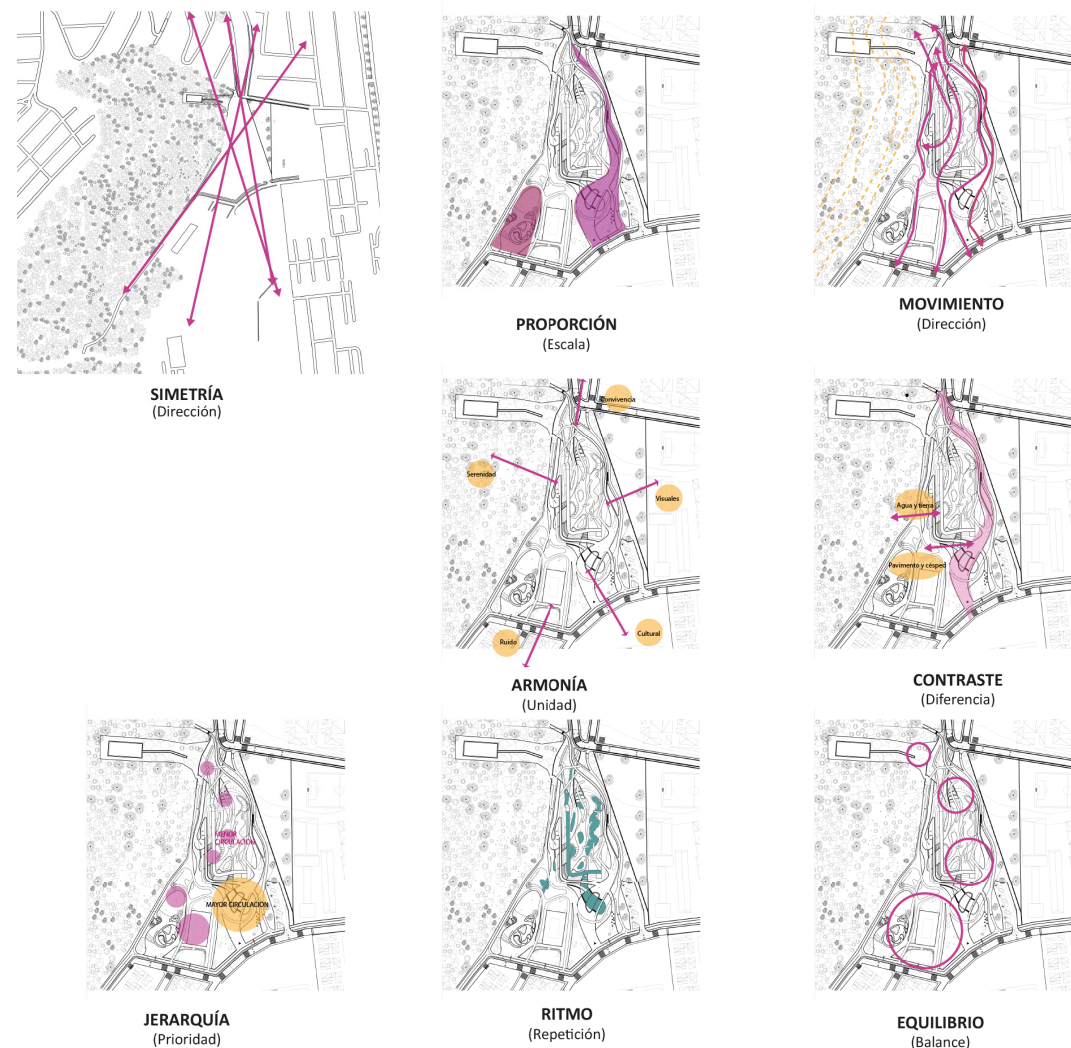 SIMETRÍA
(Dirección)
PROPORCIÓN
(Escala)
MOVIMIENTO
(Dirección)
Convivencia
Serenidad
Visuales
Ruido
Cultural
ARMONÍA
(Unidad)
Agua y tierra
Pavimento y césped
CONTRASTE
(Diferencia)
MENOR
CIRCULACIÓN
MAYOR CIRCULACIÓN
JERARQUÍA
(Prioridad)
RITMO
(Repetición)
EQUILIBRIO
(Balance)